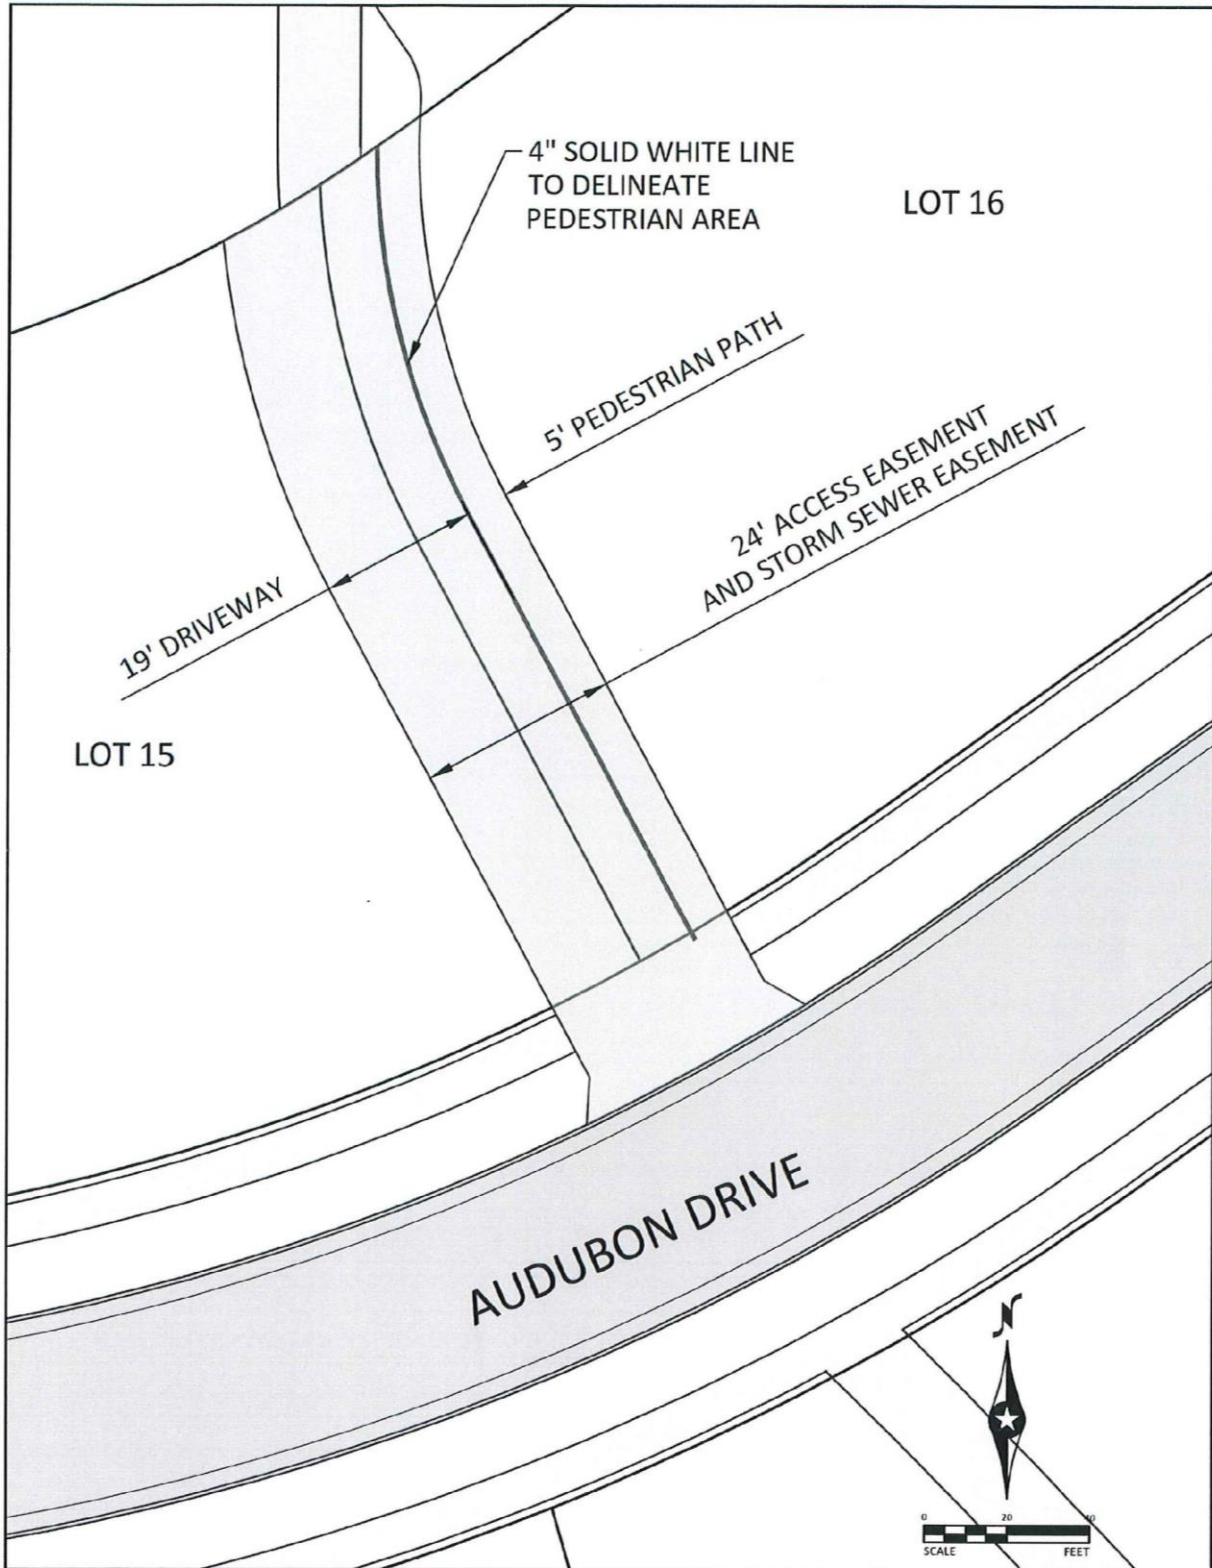 4" SOLID WHITE LINE
TO DELINEATE
PEDESTRIAN AREA
LOT 16
5' PEDESTRIAN PATH
24' ACCESS EASEMENT
AND STORM SEWER EASEMENT
19' DRIVEWAY
LOT 15
AUDUBON DRIVE
N
0 20 40
SCALE FEET